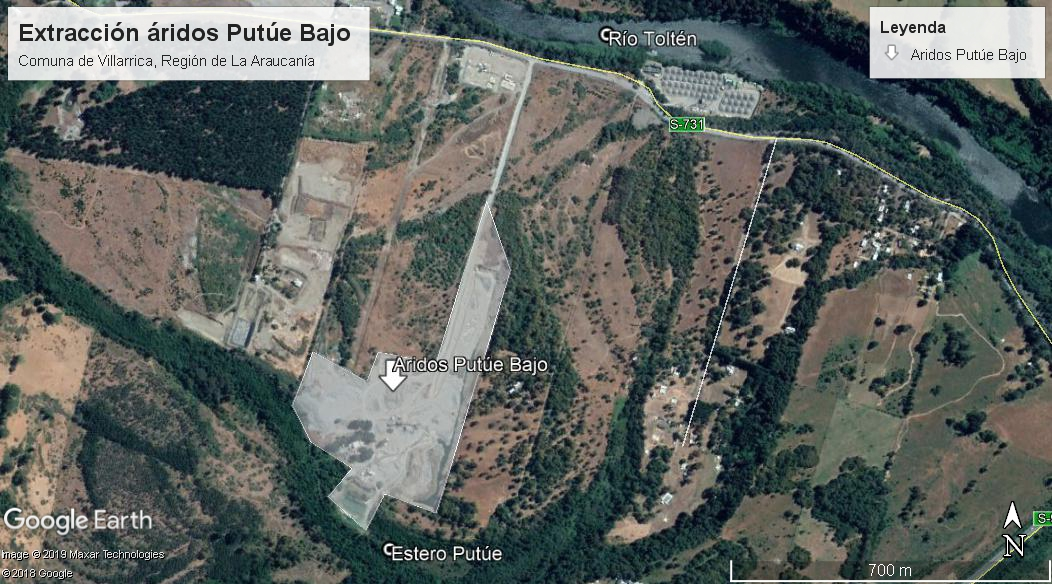 Extracción áridos Putúe Bajo
Comuna de Villarrica, Región de La Araucanía
Río Toltén
Leyenda
Aridos Putúe Bajo
S-731
Aridos Putúe Bajo
Google Earth
Estero Putúe
Image © 2019 Maxar Technologies
© 2018 Google
700 m
N